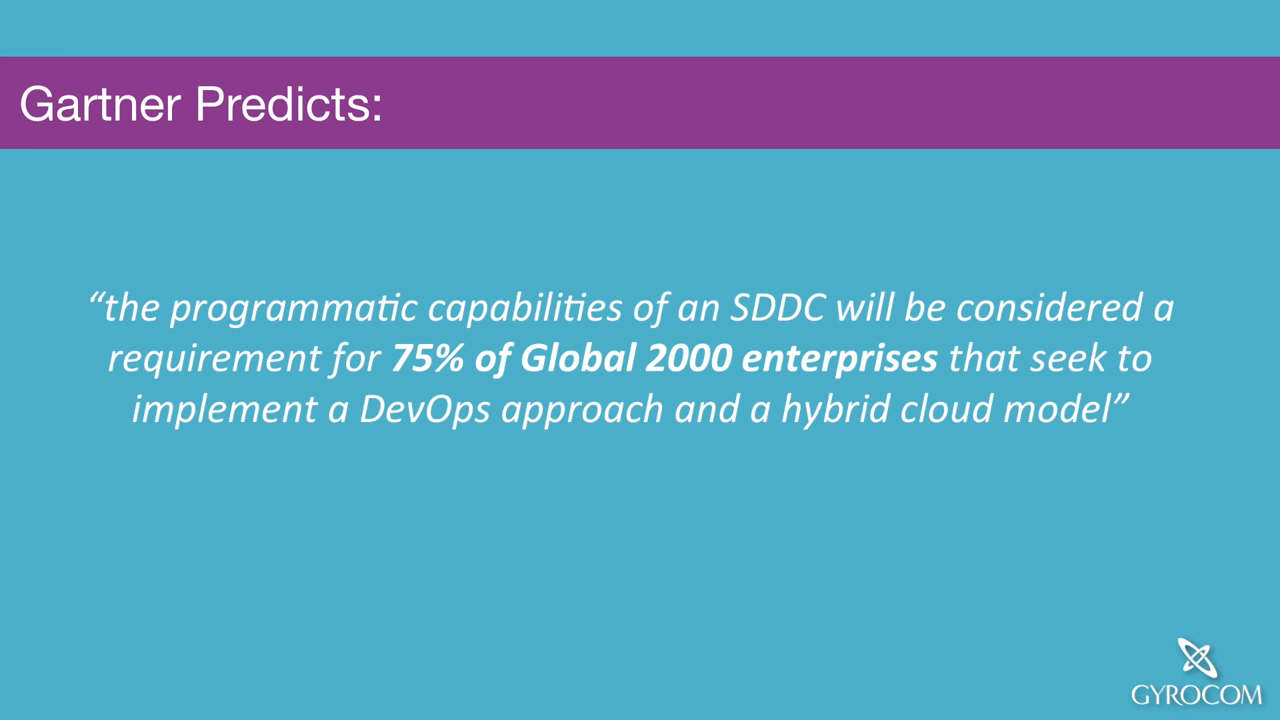 Gartner Predicts:
“the programmatic capabilities of an SDDC will be considered a
requirement for 75% of Global 2000 enterprises that seek to
implement a DevOps approach and a hybrid cloud model”
GYROCOM